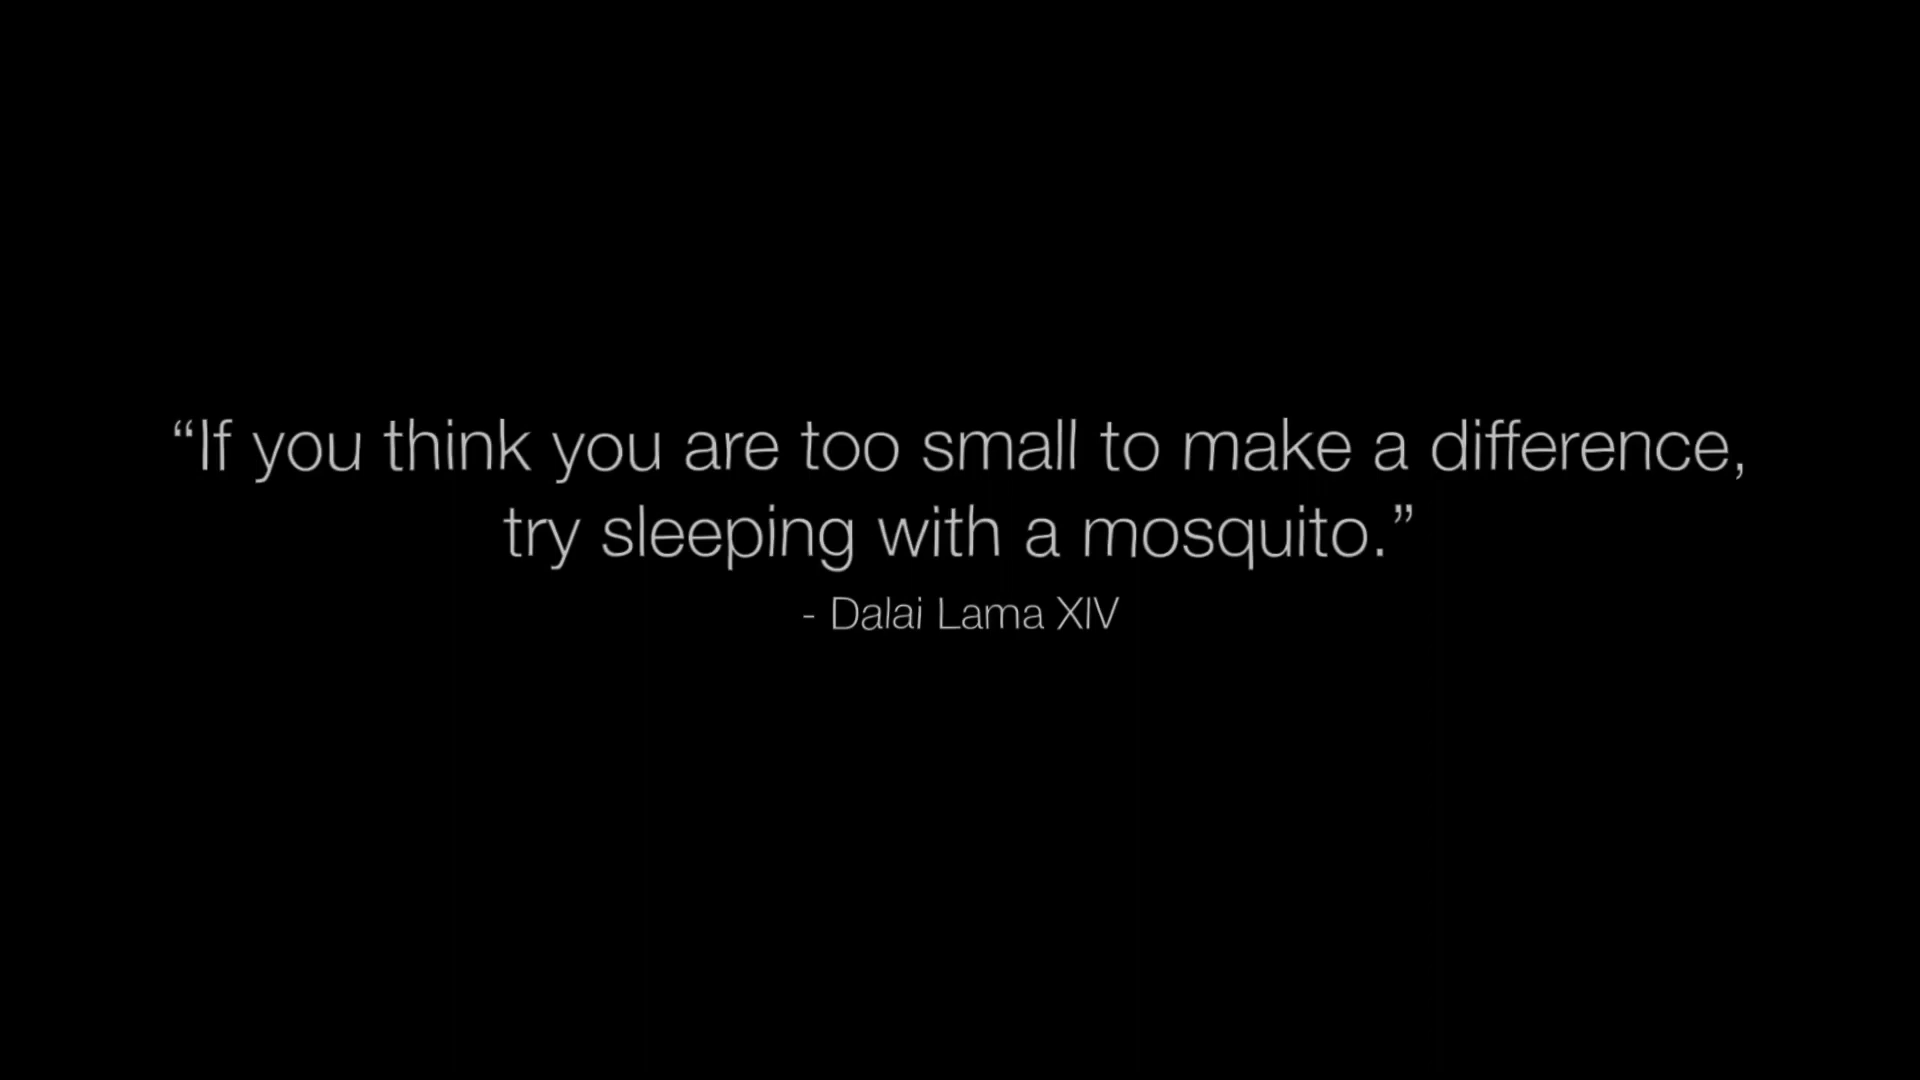 “If you think you are too small to make a difference,
try sleeping with a mosquito.”
- Dalai Lama XIV